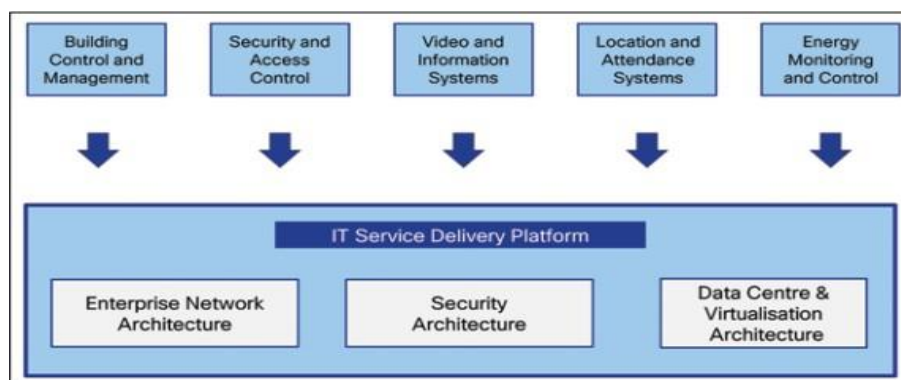 Building
Control and
Management
Security and
Access
Control
Video and
Information
Systems
Location and
Attendance
Systems
Energy
Monitoring
and Control
IT Service Delivery Platform
Enterprise Network
Architecture
Security
Architecture
Data Centre &
Virtualisation
Architecture